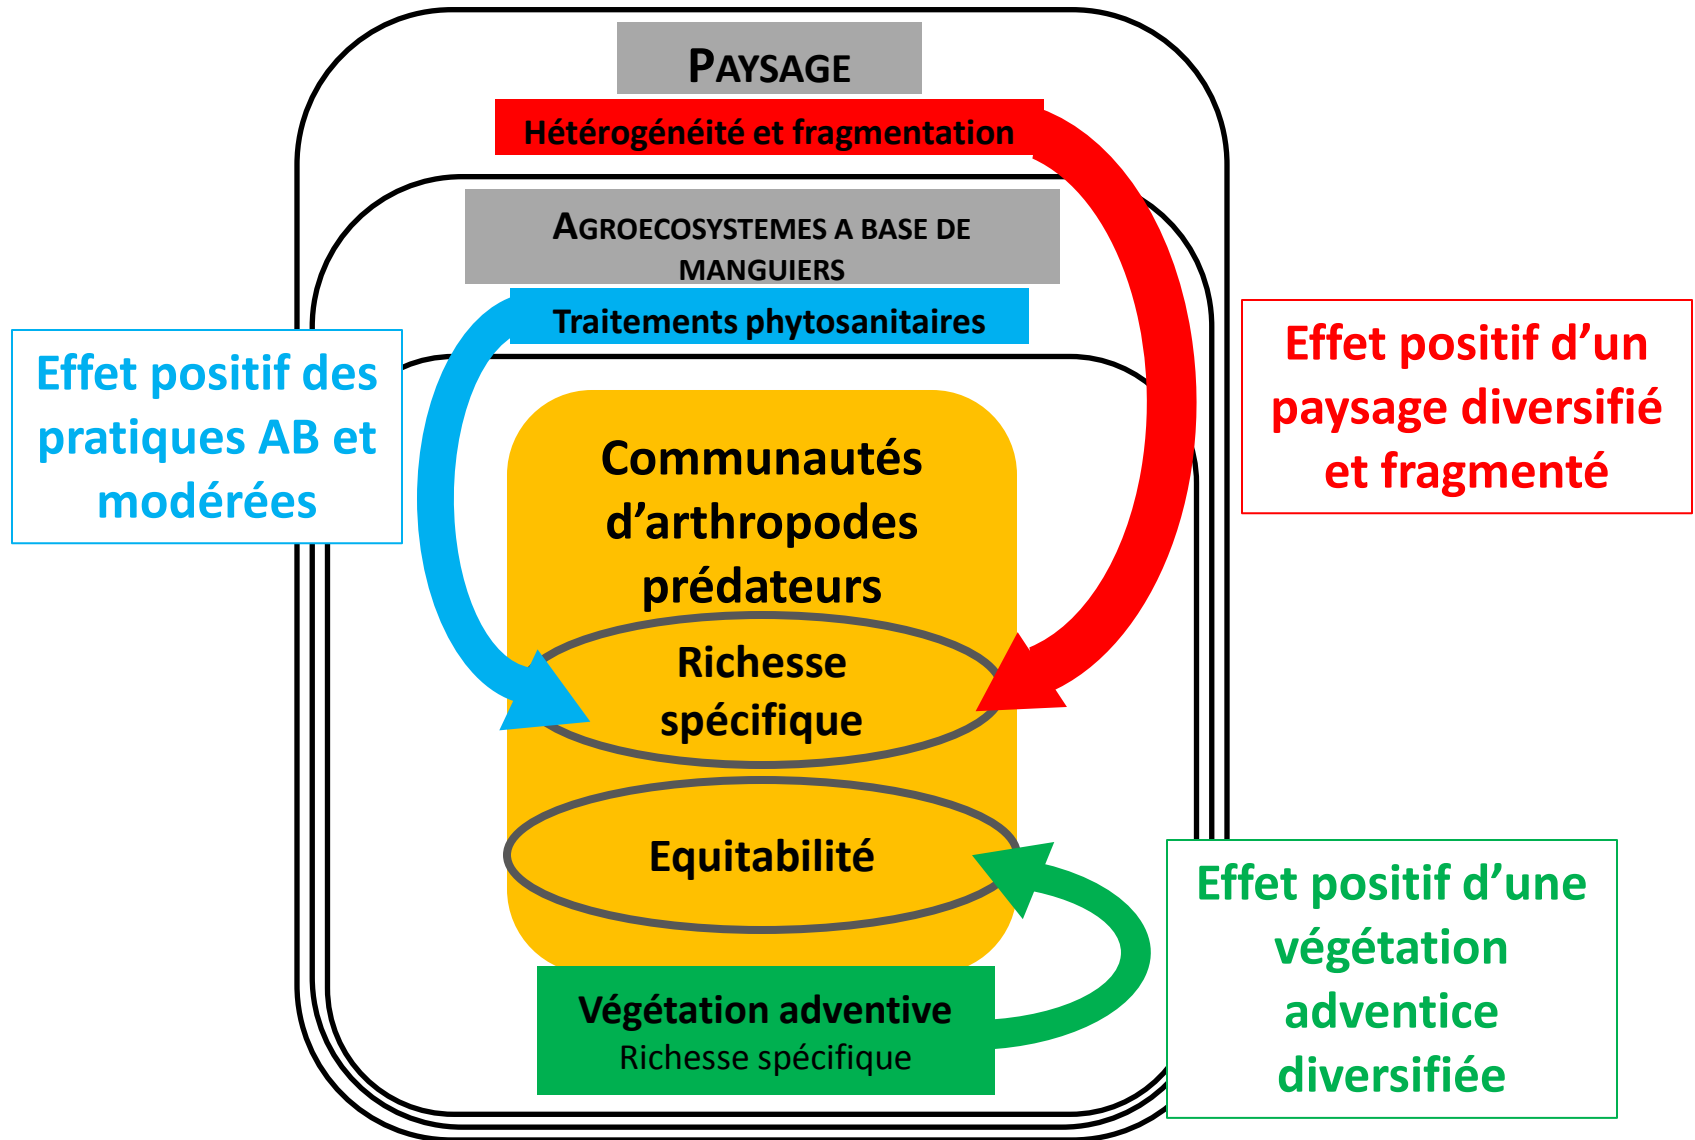 PAYSAGE
Hétérogénéité et fragmentation
AGROECOSYSTEMES A BASE DE
MANGUIERS
Traitements phytosanitaires
Effet positif des
pratiques AB et
modérées
Effet positif d’un
paysage diversifié
et fragmenté
Communautés
d’arthropodes
prédateurs
Richesse
spécifique
Equitabilité
Végétation adventive
Richesse spécifique
Effet positif d’une
végétation
adventice
diversifiée